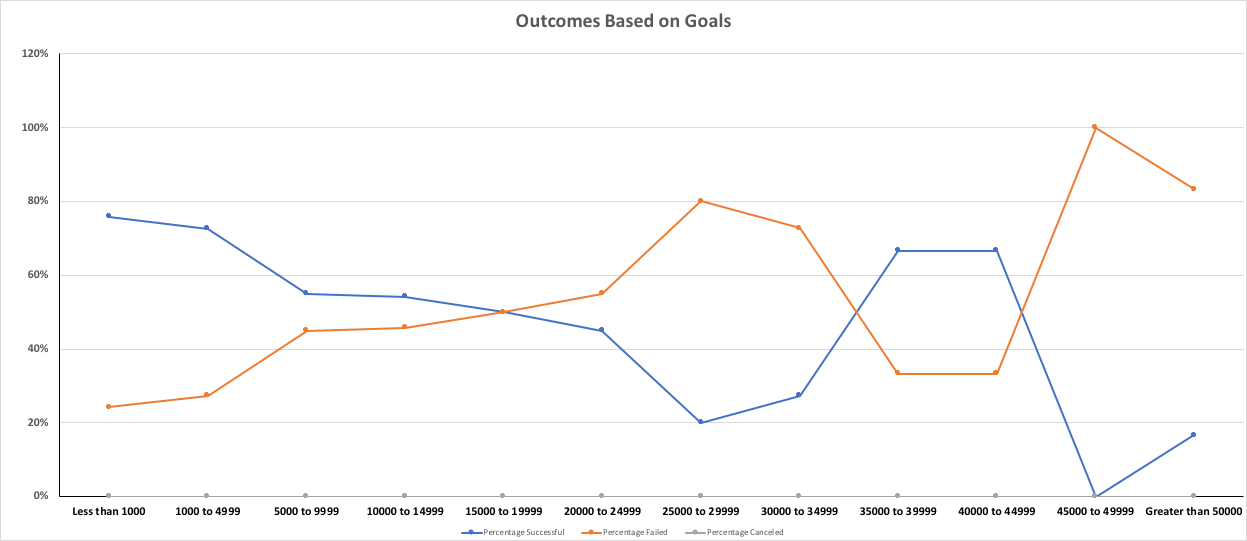 Outcomes Based on Goals
120%
100%
80%
60%
40%
20%
0%
Less than 1000 1000 to 4999 5000 to 9999 10000 to 14999 15000 to 19999 20000 to 24999 25000 to 29999 30000 to 34999 35000 to 39999 40000 to 44999 45000 to 49999 Greater than 50000
Percentage Successful Percentage Failed Percentage Canceled